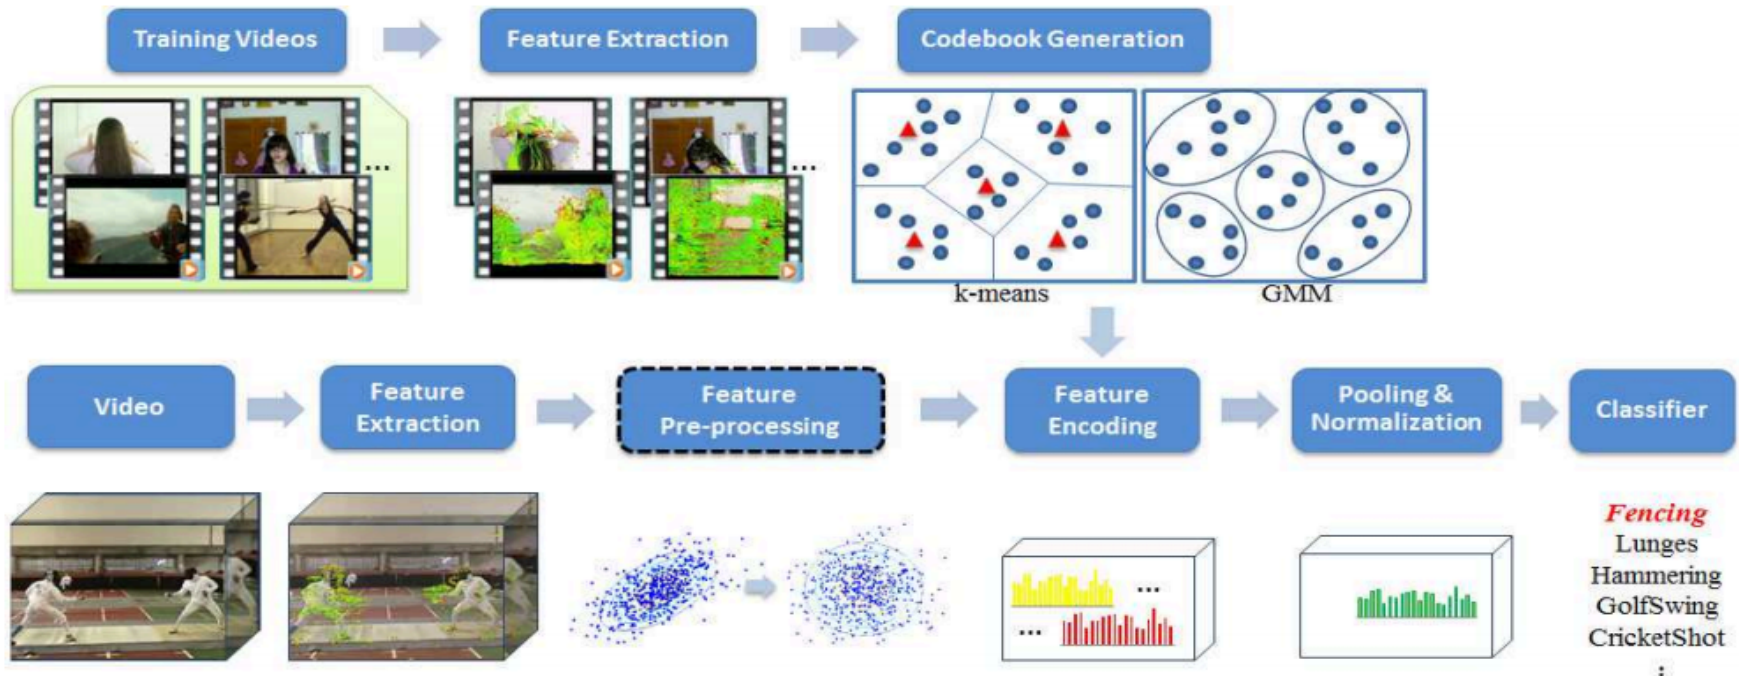 Training Videos
Feature Extraction
Codebook Generation
...
...
k-means
GMM
Video
Feature
Extraction
Feature
Pre-processing
Feature
Encoding
Pooling &
Normalization
Classifier
...
...
Fencing
Lunges
Hammering
GolfSwing
CricketShot
: